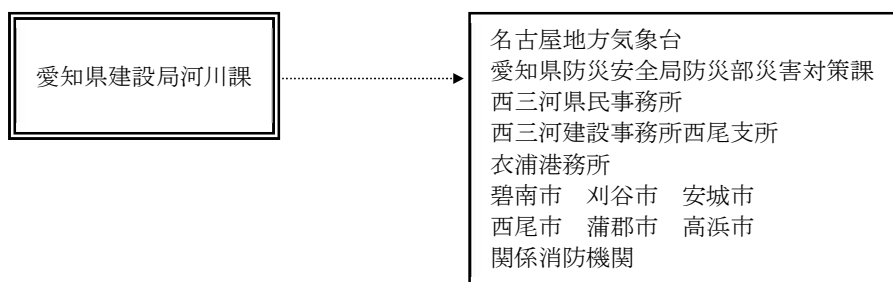 愛知県建設局河川課
名古屋地方気象台
愛知県防災安全局防災部災害対策課
西三河県民事務所
西三河建設事務所西尾支所
衣浦港務所
碧南市　刈谷市　安城市
西尾市　蒲郡市　高浜市
関係消防機関